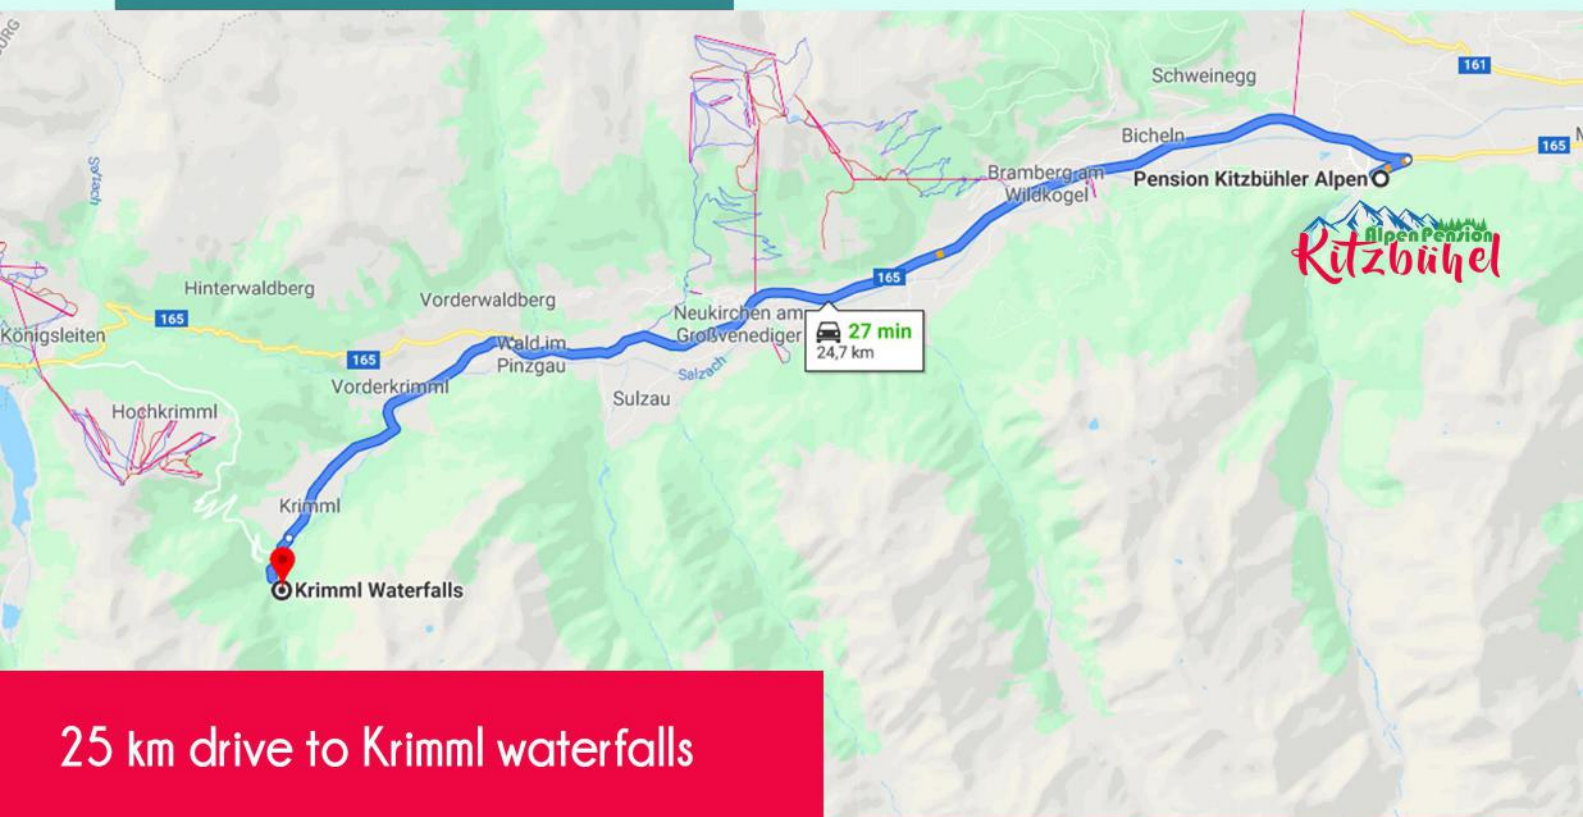 161
Schweinegg
Bicheln
165
Bramberg am
Wildkogel
Pension Kitzbühler Alpen
Alpen Pension
Kitzbühel
165
Hinterwaldberg
Vorderwaldberg
165
Königsleiten
Neukirchen am
Großvenediger
27 min
24,7 km
Wald im
Pinzgau
165
Vorderkrimml
Salzach
Sulzau
Hochkrimml
Krimml
Krimml Waterfalls
25 km drive to Krimml waterfalls